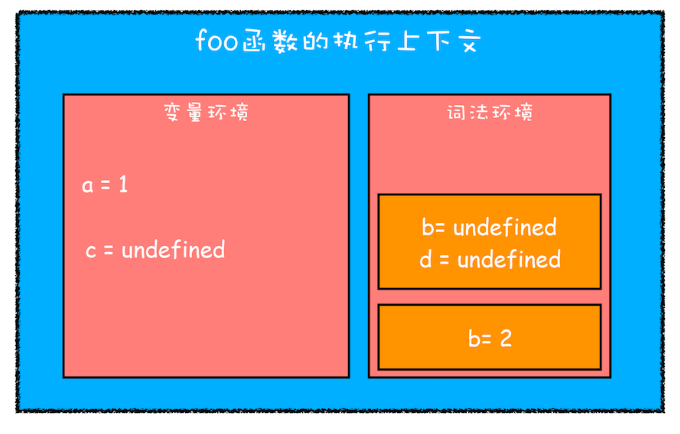 foo函数的执行上下文
变量环境
a = 1
c = undefined
词法环境
b= undefined
d = undefined
b= 2